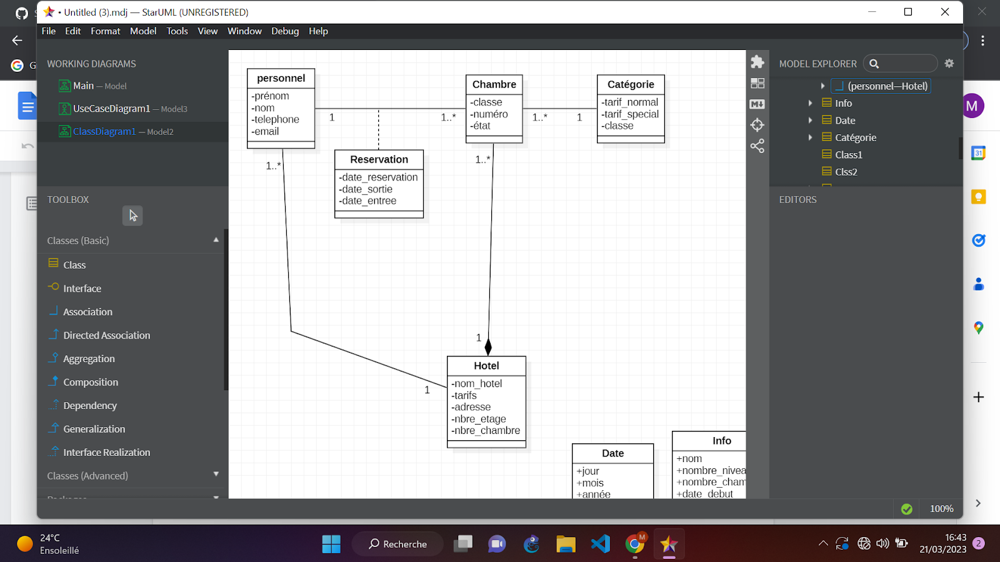 Untitled (3).mdj — StarUML (UNREGISTERED)
File Edit Format Model Tools View Window Debug Help
G
WORKING DIAGRAMS
Main — Model
UseCaseDiagram1 — Model3
ClassDiagram1 — Model2
TOOLBOX
Classes (Basic)
Class
Interface
Association
Directed Association
Aggregation
Composition
Dependency
Generalization
Interface Realization
Classes (Advanced)
personnel
-prénom
-nom
-telephone
-email
1
1..*
Chambre
-classe
-numéro
-état
1..*
1
Catégorie
-tarif_normal
-tarif_special
-classe
Reservation
-date_reservation
-date_sortie
-date_entree
1..*
1..*
1
1
Hotel
-nom_hotel
-tarifs
-adresse
-nbre_etage
-nbre_chambre
Date
+jour
+mois
+année
Info
+nom
+nombre_nivea
+nombre_cham
+date_debut
MODEL EXPLORER
(personnel—Hotel)
Info
Date
Catégorie
Class1
Clss2
EDITORS
100%
M
31
24°C
Ensoleillé
Recherche
M
16:43
21/03/2023
2